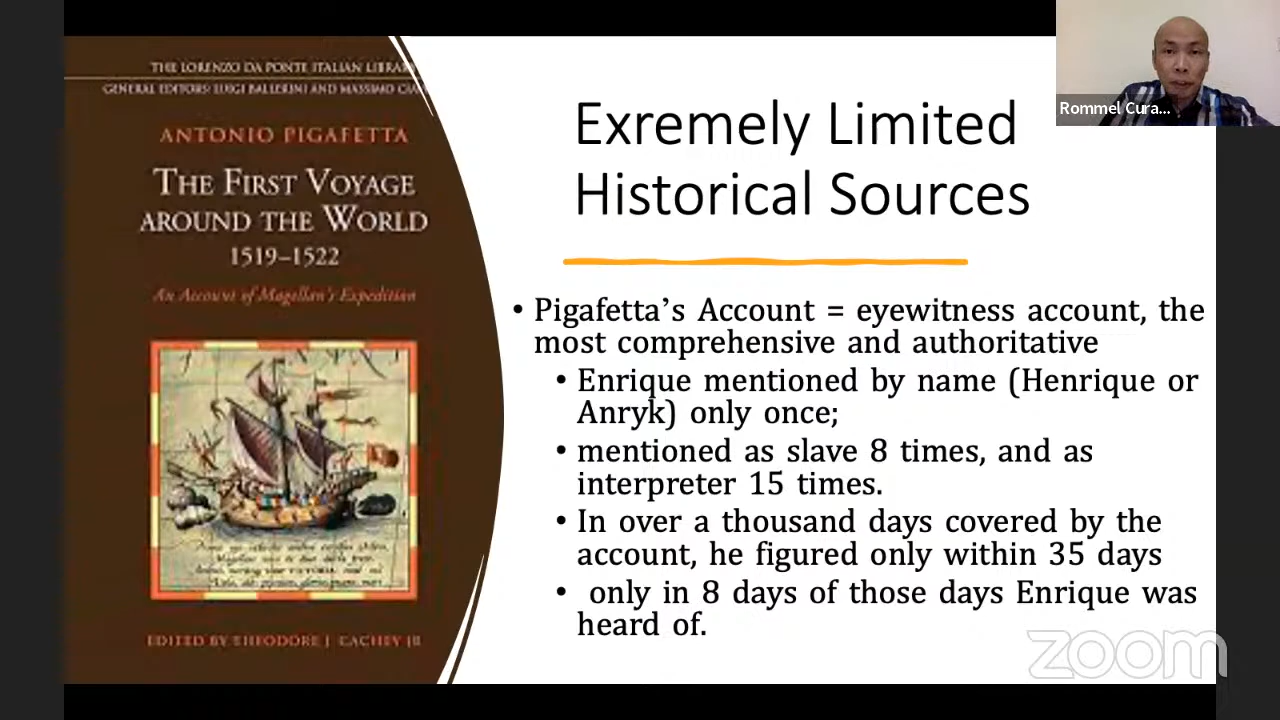 THE LORENZO DA PONTE ITALIAN LIBRAR
GENERAL EDITORS: LUIGI BALLERINI AND MASSIMO
ANTONIO PIGAFETTA
THE FIRST VOYAGE
AROUND THE WORLD
1519–1522
An Account of Magellan's Expedition
EDITED BY THEODORE J. CACHEY JR
Exremely Limited
Historical Sources
• Pigafetta's Account = eyewitness account, the
most comprehensive and authoritative
• Enrique mentioned by name (Henrique or
Anryk) only once;
• mentioned as slave 8 times, and as
interpreter 15 times.
• In over a thousand days covered by the
account, he figured only within 35 days
• only in 8 days of those days Enrique was
heard of.
Rommel Cura...
zoom